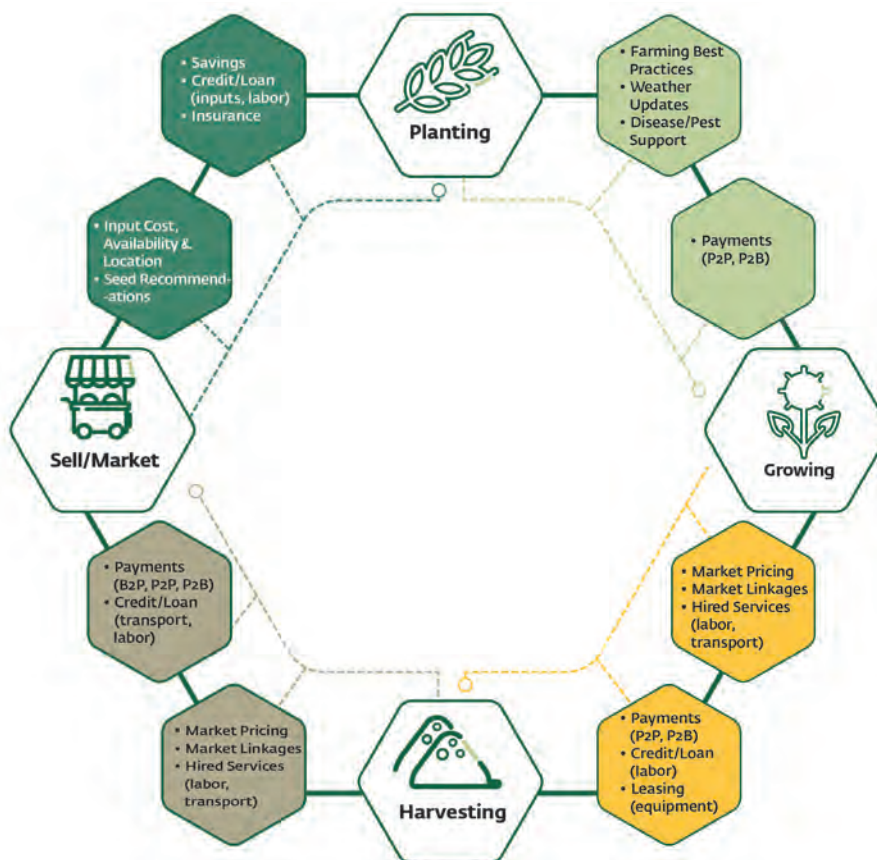 • Savings
• Credit/Loan
(inputs, labor)
• Insurance
Planting
• Farming Best
Practices
• Weather
Updates
• Disease/Pest
Support
• Input Cost,
Availability &
Location
• Seed Recommend-
-ations
• Payments
(P2P, P2B)
Sell/Market
Growing
• Payments
(B2P, P2P, P2B)
• Credit/Loan
(transport,
labor)
• Market Pricing
• Market Linkages
• Hired Services
(labor,
transport)
• Market Pricing
• Market Linkages
• Hired Services
(labor,
transport)
Harvesting
• Payments
(P2P, P2B)
• Credit/Loan
(labor)
• Leasing
(equipment)